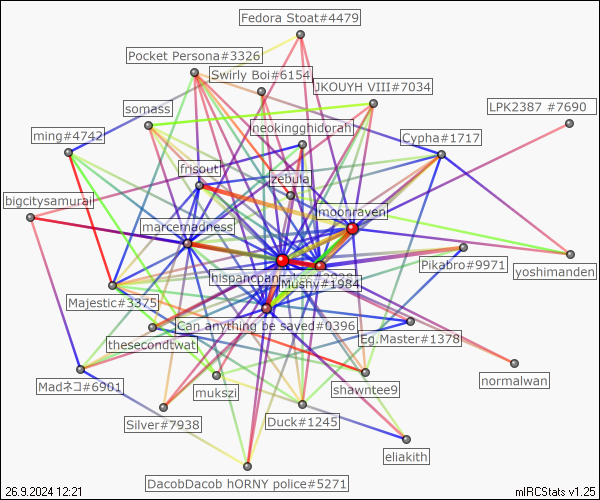 Fedora Stoat#4479
Pocket Persona#3326
Swirly Boi#6154
JKOUYH VIII#7034
LPK2387 #7690
somass
neokingghidorah
ming#4742
Cypha#1717
frisout
zebula
bigcitysamurai
moonraven
marcemadness
hispancpan
Mushy#1984
Pikabro#9971
yoshimanden
Majestic#3375
Can anything be saved#0396
thesecondtwat
Eg.Master#1378
Madネコ#6901
mukszi
shawntee9
normalwan
Silver#7938
Duck#1245
eliakith
DacobDacob hORNY police#5271
26.9.2024 12:21
mIRCStats v1.25